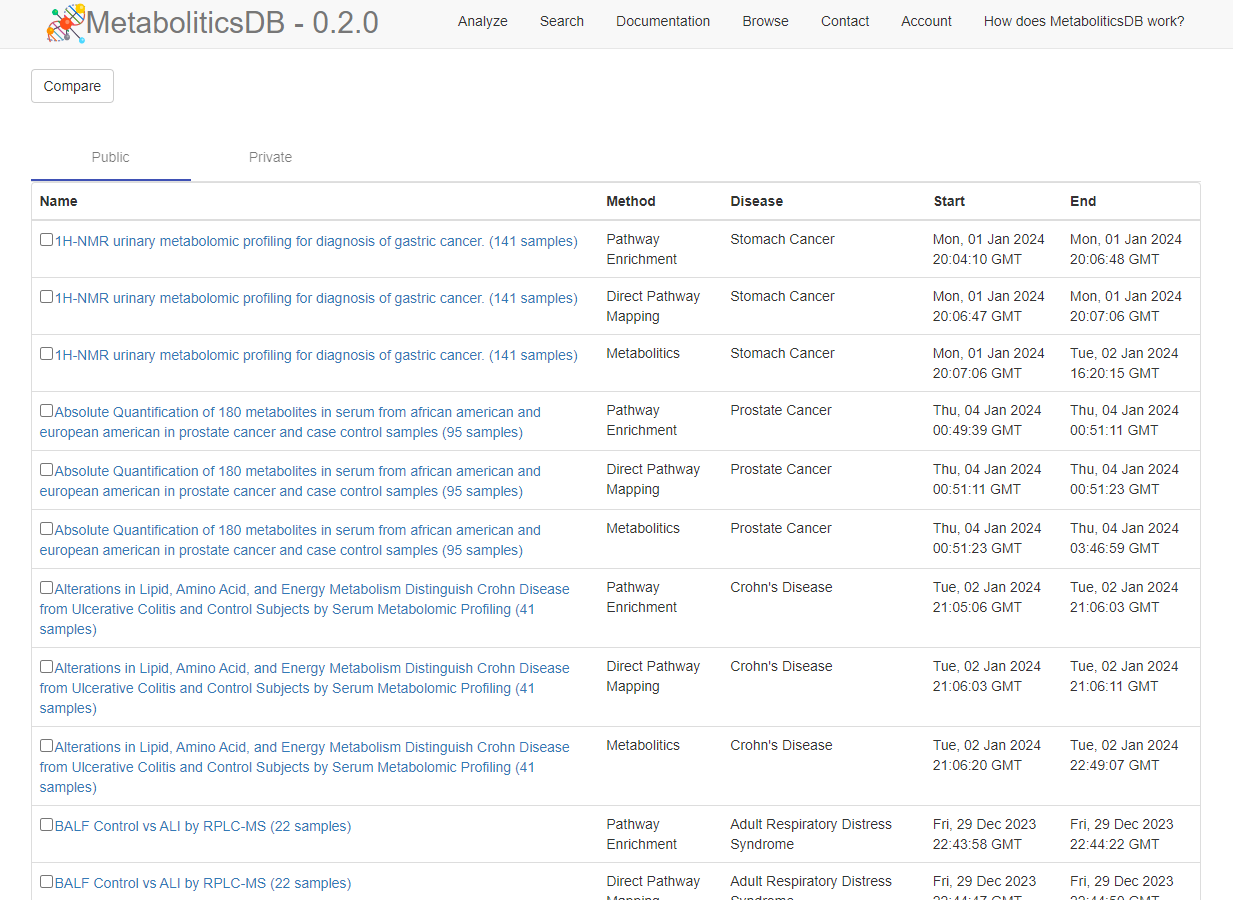 MetaboliticsDB - 0.2.0 Analyze Search Documentation Browse Contact Account How does MetaboliticsDB work?
Compare
Public Private
Name Method Disease Start End
1H-NMR urinary metabolomic profiling for diagnosis of gastric cancer. (141 samples) Pathway Stomach Cancer Mon, 01 Jan 2024 Mon, 01 Jan 2024
Enrichment 20:04:10 GMT 20:06:48 GMT
1H-NMR urinary metabolomic profiling for diagnosis of gastric cancer. (141 samples) Direct Pathway Stomach Cancer Mon, 01 Jan 2024 Mon, 01 Jan 2024
Mapping 20:06:47 GMT 20:07:06 GMT
1H-NMR urinary metabolomic profiling for diagnosis of gastric cancer. (141 samples) Metabolitics Stomach Cancer Mon, 01 Jan 2024 Tue, 02 Jan 2024
20:07:06 GMT 16:20:15 GMT
Absolute Quantification of 180 metabolites in serum from african american and Pathway Prostate Cancer Thu, 04 Jan 2024 Thu, 04 Jan 2024
european american in prostate cancer and case control samples (95 samples) Enrichment 00:49:39 GMT 00:51:11 GMT
Absolute Quantification of 180 metabolites in serum from african american and Direct Pathway Prostate Cancer Thu, 04 Jan 2024 Thu, 04 Jan 2024
european american in prostate cancer and case control samples (95 samples) Mapping 00:51:11 GMT 00:51:23 GMT
Absolute Quantification of 180 metabolites in serum from african american and Metabolitics Prostate Cancer Thu, 04 Jan 2024 Thu, 04 Jan 2024
european american in prostate cancer and case control samples (95 samples) 00:51:23 GMT 03:46:59 GMT
Alterations in Lipid, Amino Acid, and Energy Metabolism Distinguish Crohn Disease Pathway Crohn's Disease Tue, 02 Jan 2024 Tue, 02 Jan 2024
from Ulcerative Colitis and Control Subjects by Serum Metabolomic Profiling (41 Enrichment 21:05:06 GMT 21:06:03 GMT
samples)
Alterations in Lipid, Amino Acid, and Energy Metabolism Distinguish Crohn Disease Direct Pathway Crohn's Disease Tue, 02 Jan 2024 Tue, 02 Jan 2024
from Ulcerative Colitis and Control Subjects by Serum Metabolomic Profiling (41 Mapping 21:06:03 GMT 21:06:11 GMT
samples)
Alterations in Lipid, Amino Acid, and Energy Metabolism Distinguish Crohn Disease Metabolitics Crohn's Disease Tue, 02 Jan 2024 Tue, 02 Jan 2024
from Ulcerative Colitis and Control Subjects by Serum Metabolomic Profiling (41 21:06:20 GMT 22:49:07 GMT
samples)
BALF Control vs ALI by RPLC-MS (22 samples) Pathway Adult Respiratory Distress Fri, 29 Dec 2023 Fri, 29 Dec 2023
Enrichment Syndrome 22:43:58 GMT 22:44:22 GMT
BALF Control vs ALI by RPLC-MS (22 samples) Direct Pathway Adult Respiratory Distress Fri, 29 Dec 2023 Fri, 29 Dec 2023
Mapping Syndrome